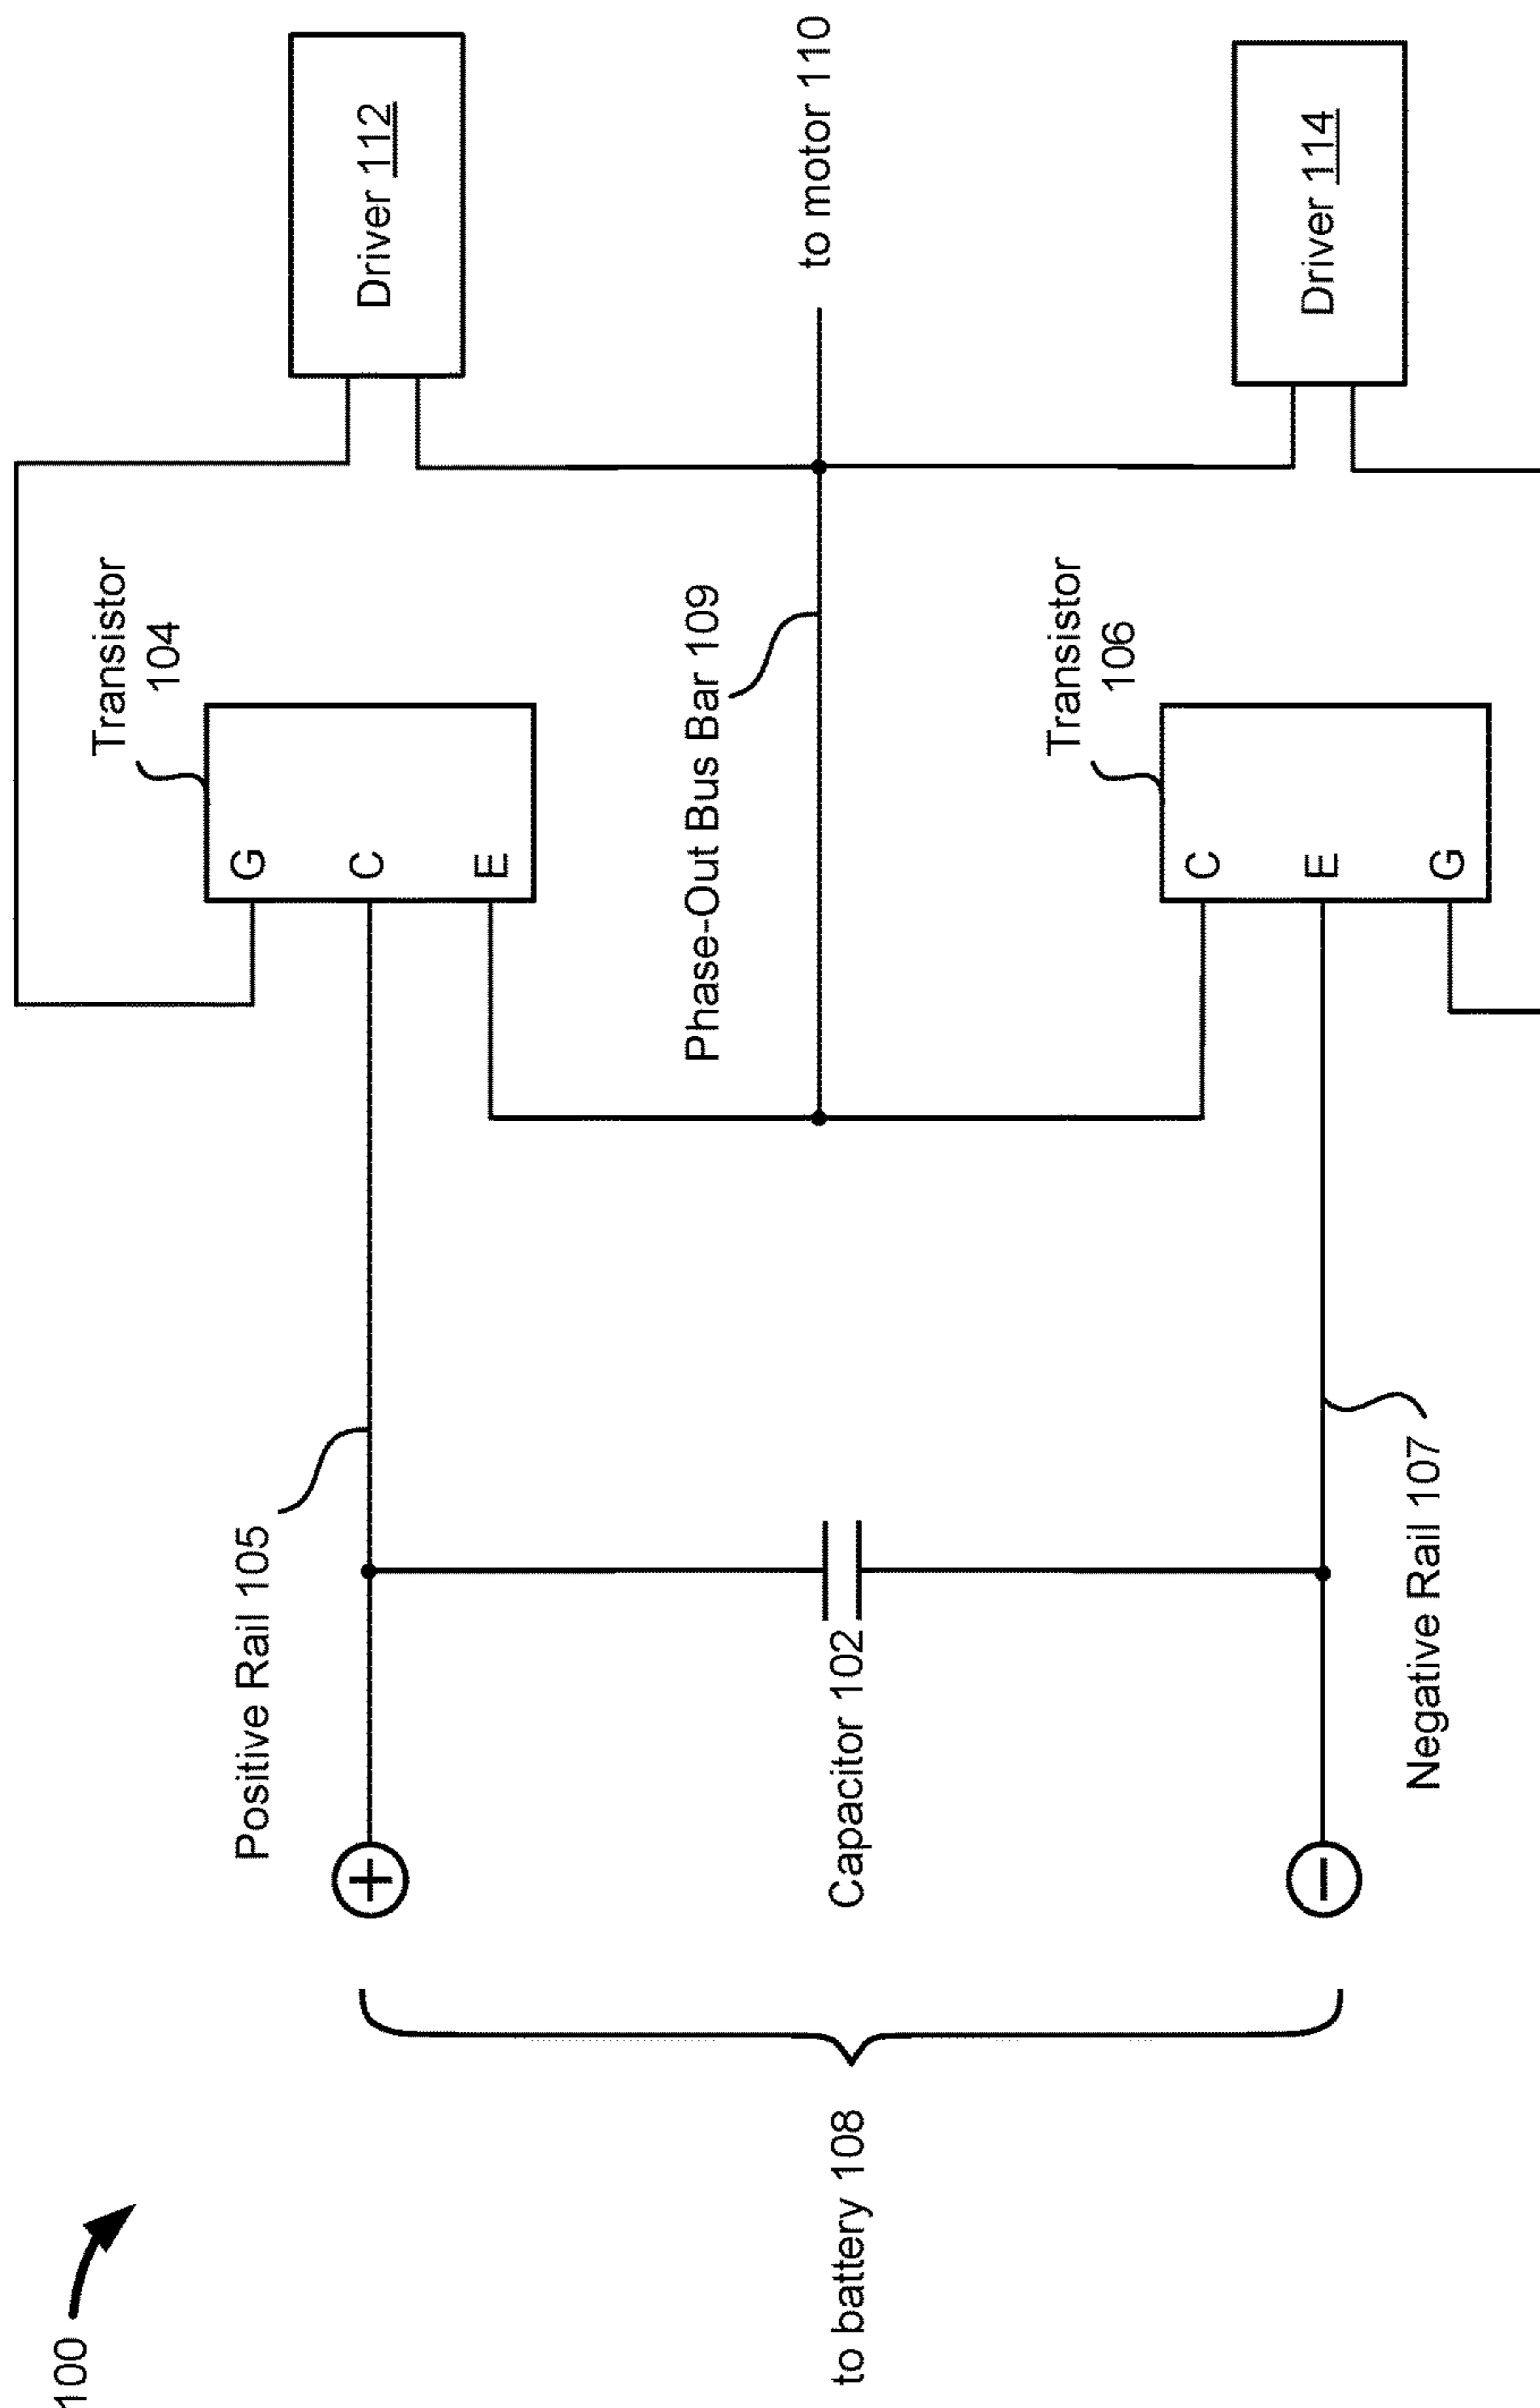 100
to battery 108
Positive Rail 105
+
Capacitor 102
−
Negative Rail 107
Transistor
104
G
C
E
Phase-Out Bus Bar 109
Transistor
106
C
E
G
Driver 112
to motor 110
Driver 114